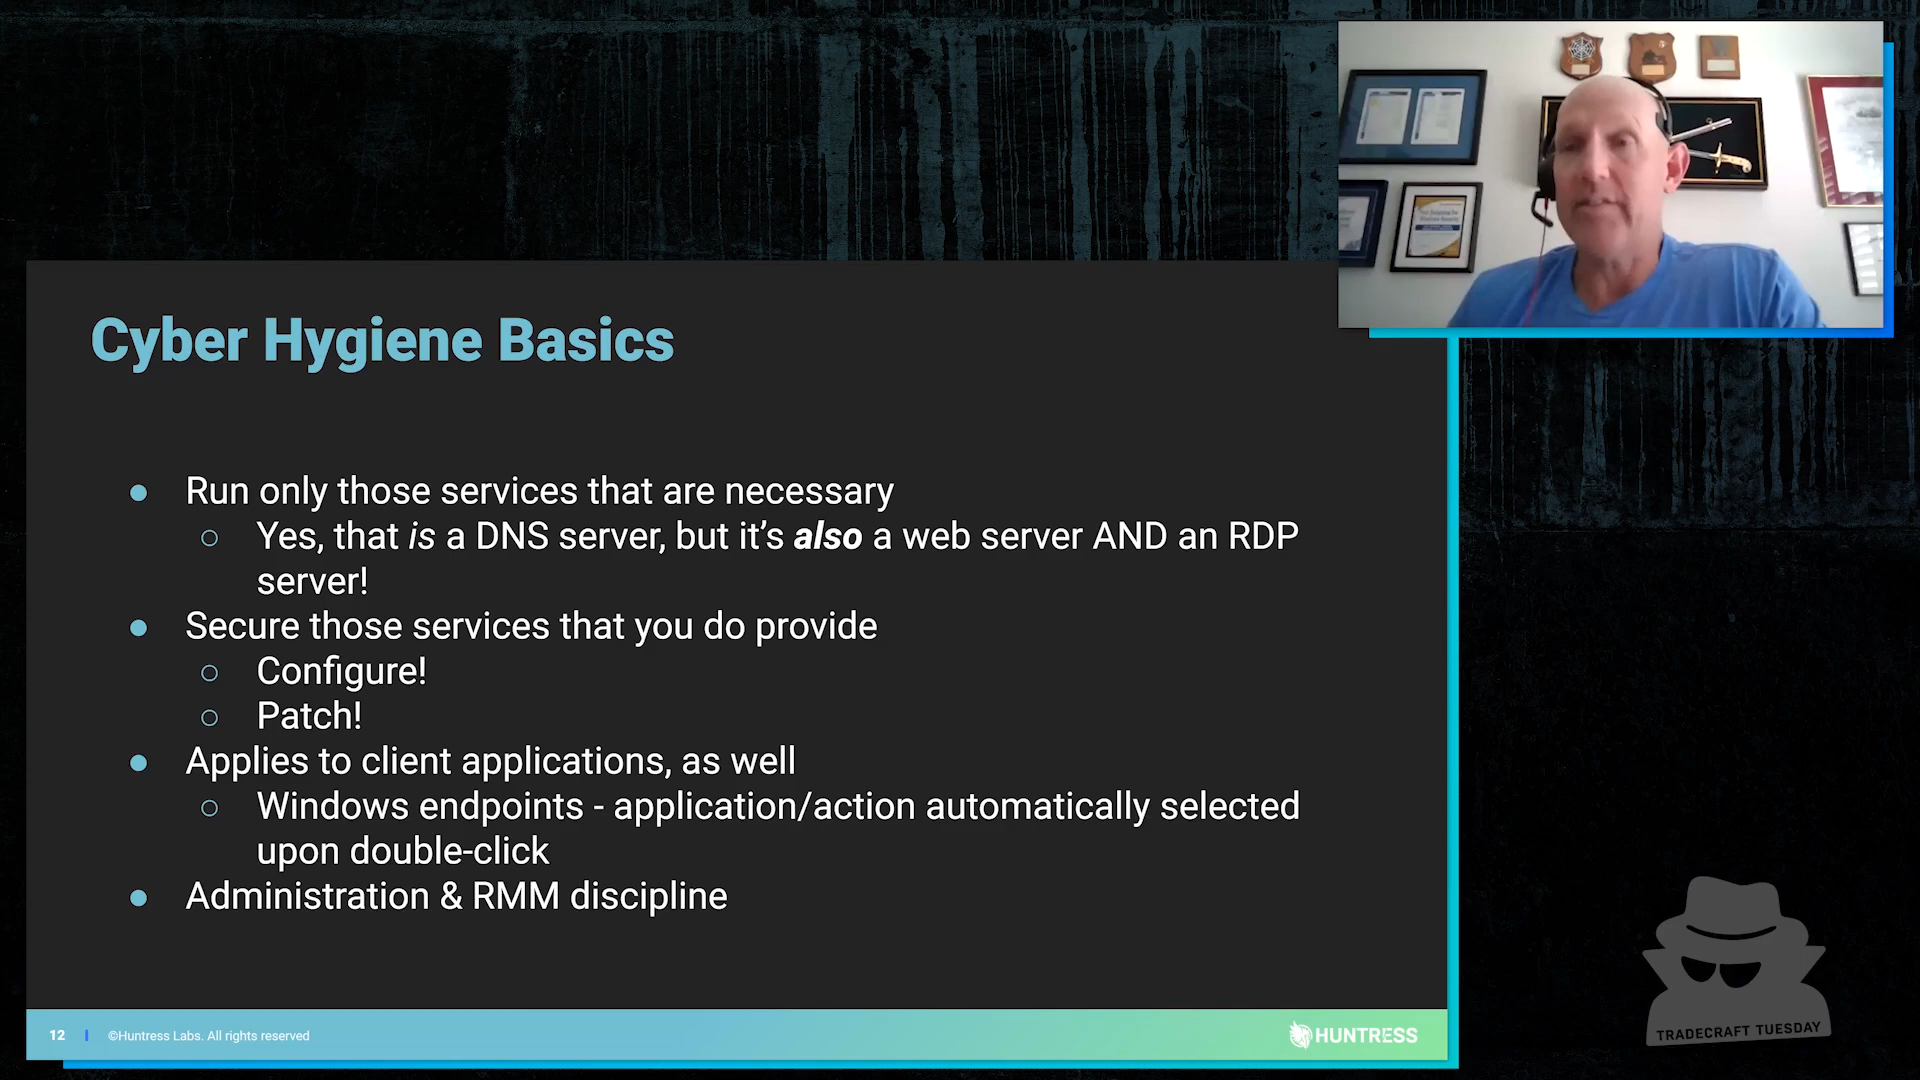 Cyber Hygiene Basics
● Run only those services that are necessary
○ Yes, that is a DNS server, but it's also a web server AND an RDP
server!
● Secure those services that you do provide
○ Configure!
○ Patch!
● Applies to client applications, as well
○ Windows endpoints - application/action automatically selected
upon double-click
● Administration & RMM discipline
12 | ©Huntress Labs. All rights reserved
HUNTRESS
TRADECRAFT TUESDAY